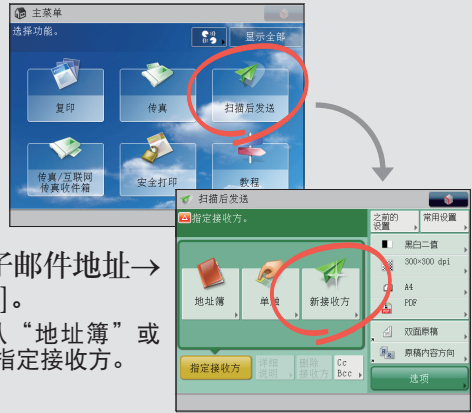 主菜单
选择功能。
显示全部
复印
传真
扫描后发送
传真/互联网
传真收件箱
安全打印
教程
扫描后发送
指定接收方。
之前的
设置
常用设置
黑白二值
300×300 dpi
A4
PDF
地址簿
单触
新接收方
双面原稿
原稿内容方向
指定接收方
详细
说明
删除
接收方
Cc
Bcc
选项
子邮件地址→
]。
“地址簿”或
指定接收方。